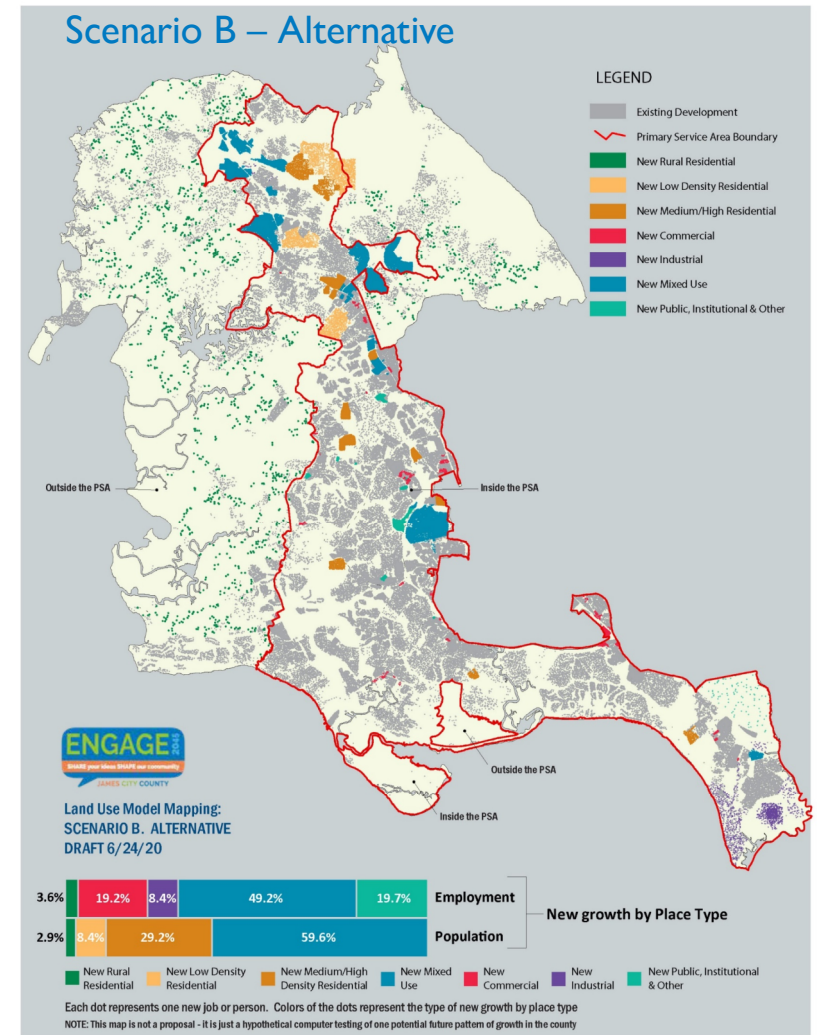 Scenario B – Alternative
LEGEND
Existing Development
Primary Service Area Boundary
New Rural Residential
New Low Density Residential
New Medium/High Residential
New Commercial
New Industrial
New Mixed Use
New Public, Institutional & Other
Outside the PSA
Inside the PSA
Outside the PSA
Inside the PSA
ENGAGE 2045
SHARE your ideas SHAPE our community
JAMES CITY COUNTY
Land Use Model Mapping:
SCENARIO B. ALTERNATIVE
DRAFT 6/24/20
3.6% 19.2% 8.4% 49.2% 19.7% Employment
New growth by Place Type
2.9% 8.4% 29.2% 59.6% Population
New Rural Residential
New Low Density Residential
New Medium/High Density Residential
New Mixed Use
New Commercial
New Industrial
New Public, Institutional & Other
Each dot represents one new job or person. Colors of the dots represent the type of new growth by place type
NOTE: This map is not a proposal - it is just a hypothetical computer testing of one potential future pattern of growth in the county